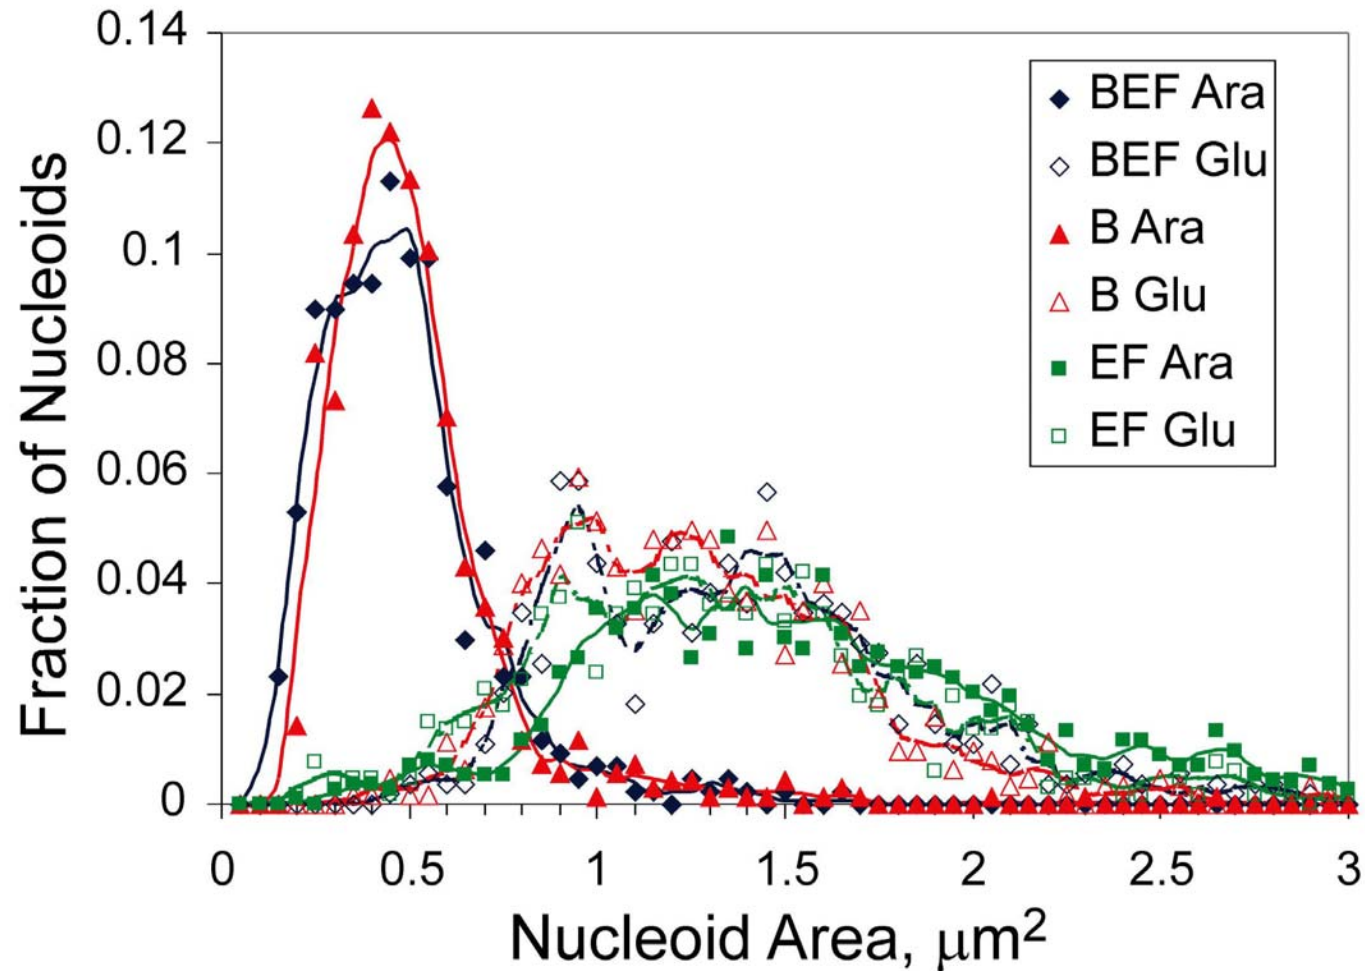 0.14
0.12
0.1
0.08
0.06
0.04
0.02
0
Fraction of Nucleoids
BEF Ara
BEF Glu
B Ara
B Glu
EF Ara
EF Glu
0 0.5 1 1.5 2 2.5 3
Nucleoid Area, μm²